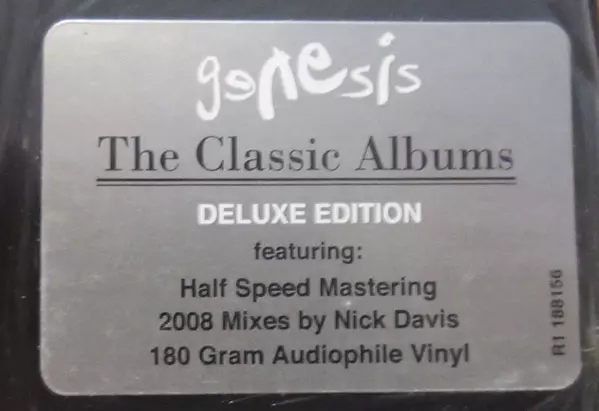 genesis
The Classic Albums
DELUXE EDITION
featuring:
Half Speed Mastering
2008 Mixes by Nick Davis
180 Gram Audiophile Vinyl
R1 188156